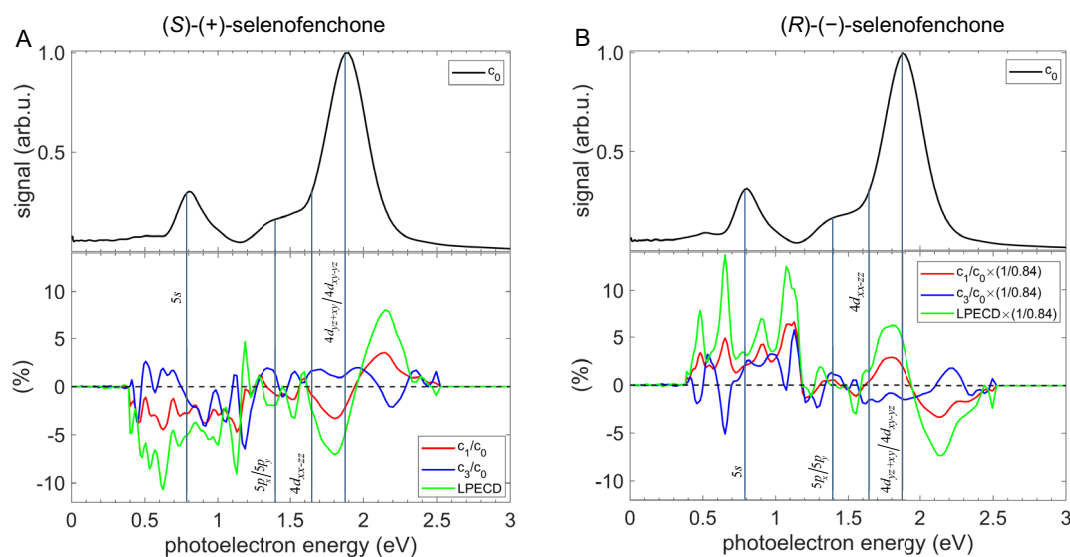 (S)-(+)-selenofenchone
A
1.0
c0
0.5
signal (arb.u.)
5s
5px/5py
4dxx-zz
4dyz+xy/4dxy-yz
10
5
0
-5
-10
(%)
c1/c0
c3/c0
LPECD
0 0.5 1 1.5 2 2.5 3
photoelectron energy (eV)
(R)-(−)-selenofenchone
B
1.0
c0
0.5
signal (arb.u.)
c1/c0×(1/0.84)
c3/c0×(1/0.84)
LPECD×(1/0.84)
4dxx-zz
5s
5px/5py
4dyz+xy/4dxy-yz
10
5
0
-5
-10
(%)
0 0.5 1 1.5 2 2.5 3
photoelectron energy (eV)